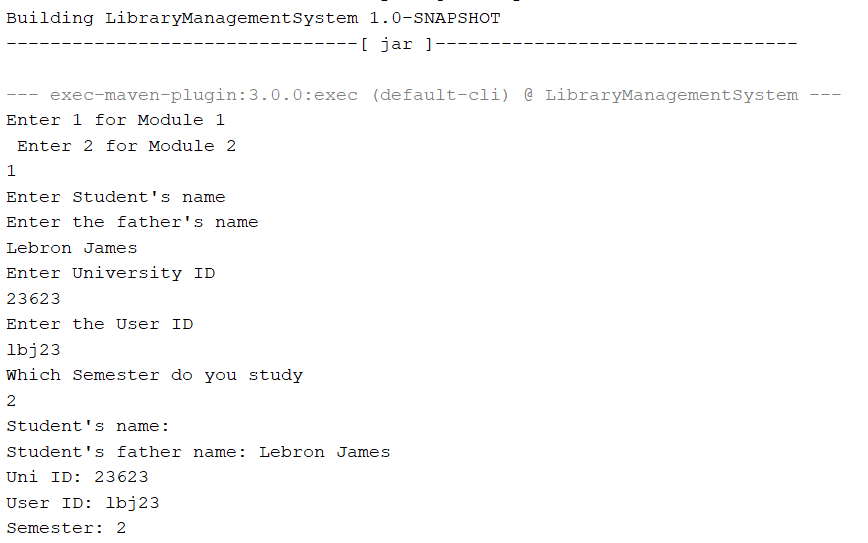 Building LibraryManagementSystem 1.0-SNAPSHOT
--------------------------------[ jar ]---------------------------------

--- exec-maven-plugin:3.0.0:exec (default-cli) @ LibraryManagementSystem ---
Enter 1 for Module 1
 Enter 2 for Module 2
1
Enter Student's name
Enter the father's name
Lebron James
Enter University ID
23623
Enter the User ID
lbj23
Which Semester do you study
2
Student's name:
Student's father name: Lebron James
Uni ID: 23623
User ID: lbj23
Semester: 2